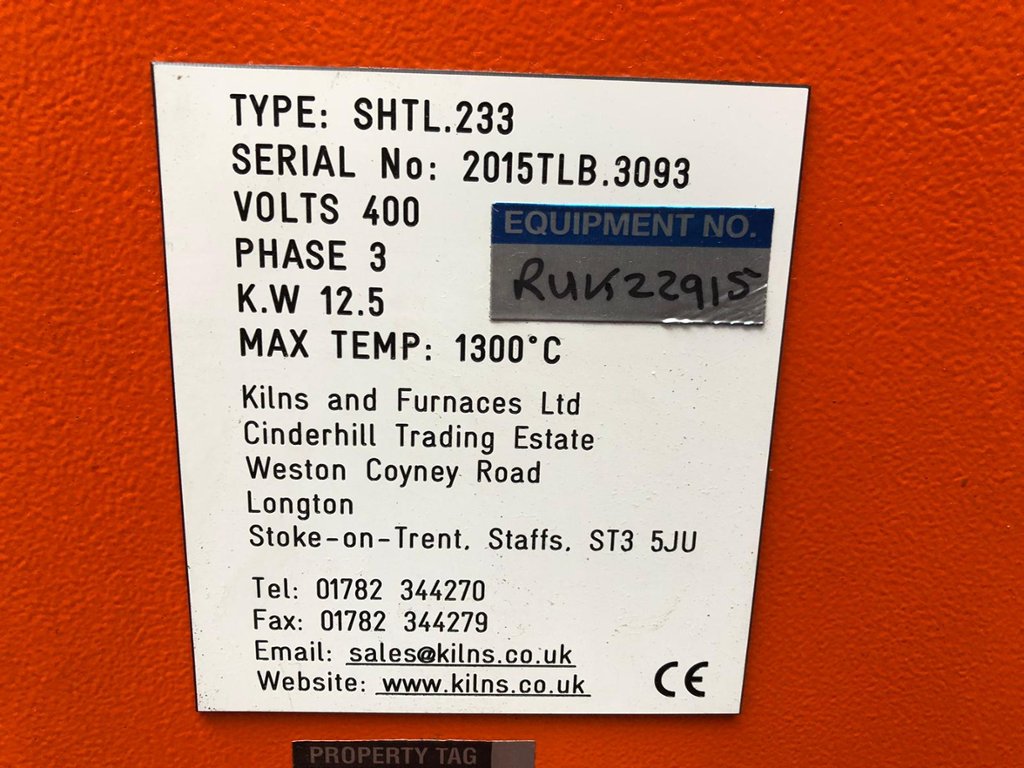 TYPE: SHTL.233
SERIAL No: 2015TLB.3093
VOLTS 400
EQUIPMENT NO.
RUK22915
PHASE 3
K.W 12.5
MAX TEMP: 1300°C
Kilns and Furnaces Ltd
Cinderhill Trading Estate
Weston Coyney Road
Longton
Stoke-on-Trent, Staffs, ST3 5JU
Tel: 01782 344270
Fax: 01782 344279
Email: sales@kilns.co.uk
Website: www.kilns.co.uk
CE
PROPERTY TAG